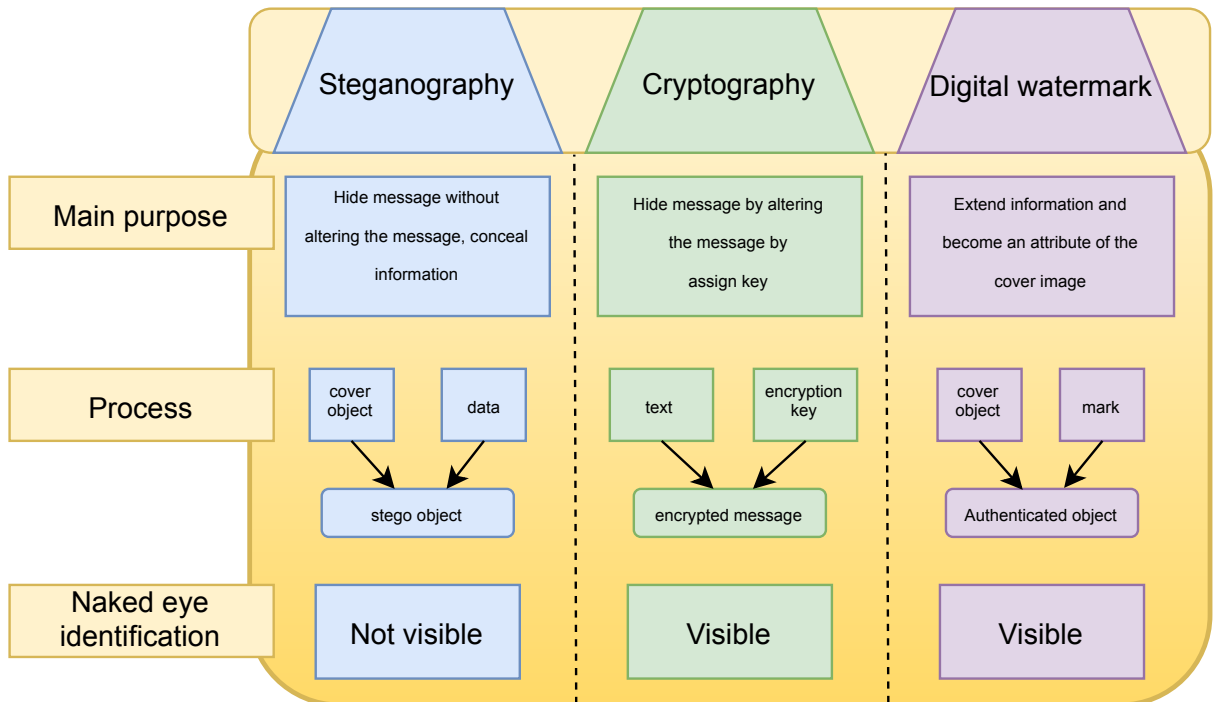 Steganography
Cryptography
Digital watermark
Main purpose
Hide message without
altering the message, conceal
information
Hide message by altering
the message by
assign key
Extend information and
become an attribute of the
cover image
Process
cover
object
data
text
encryption
key
cover
object
mark
stego object
encrypted message
Authenticated object
Naked eye
identification
Not visible
Visible
Visible